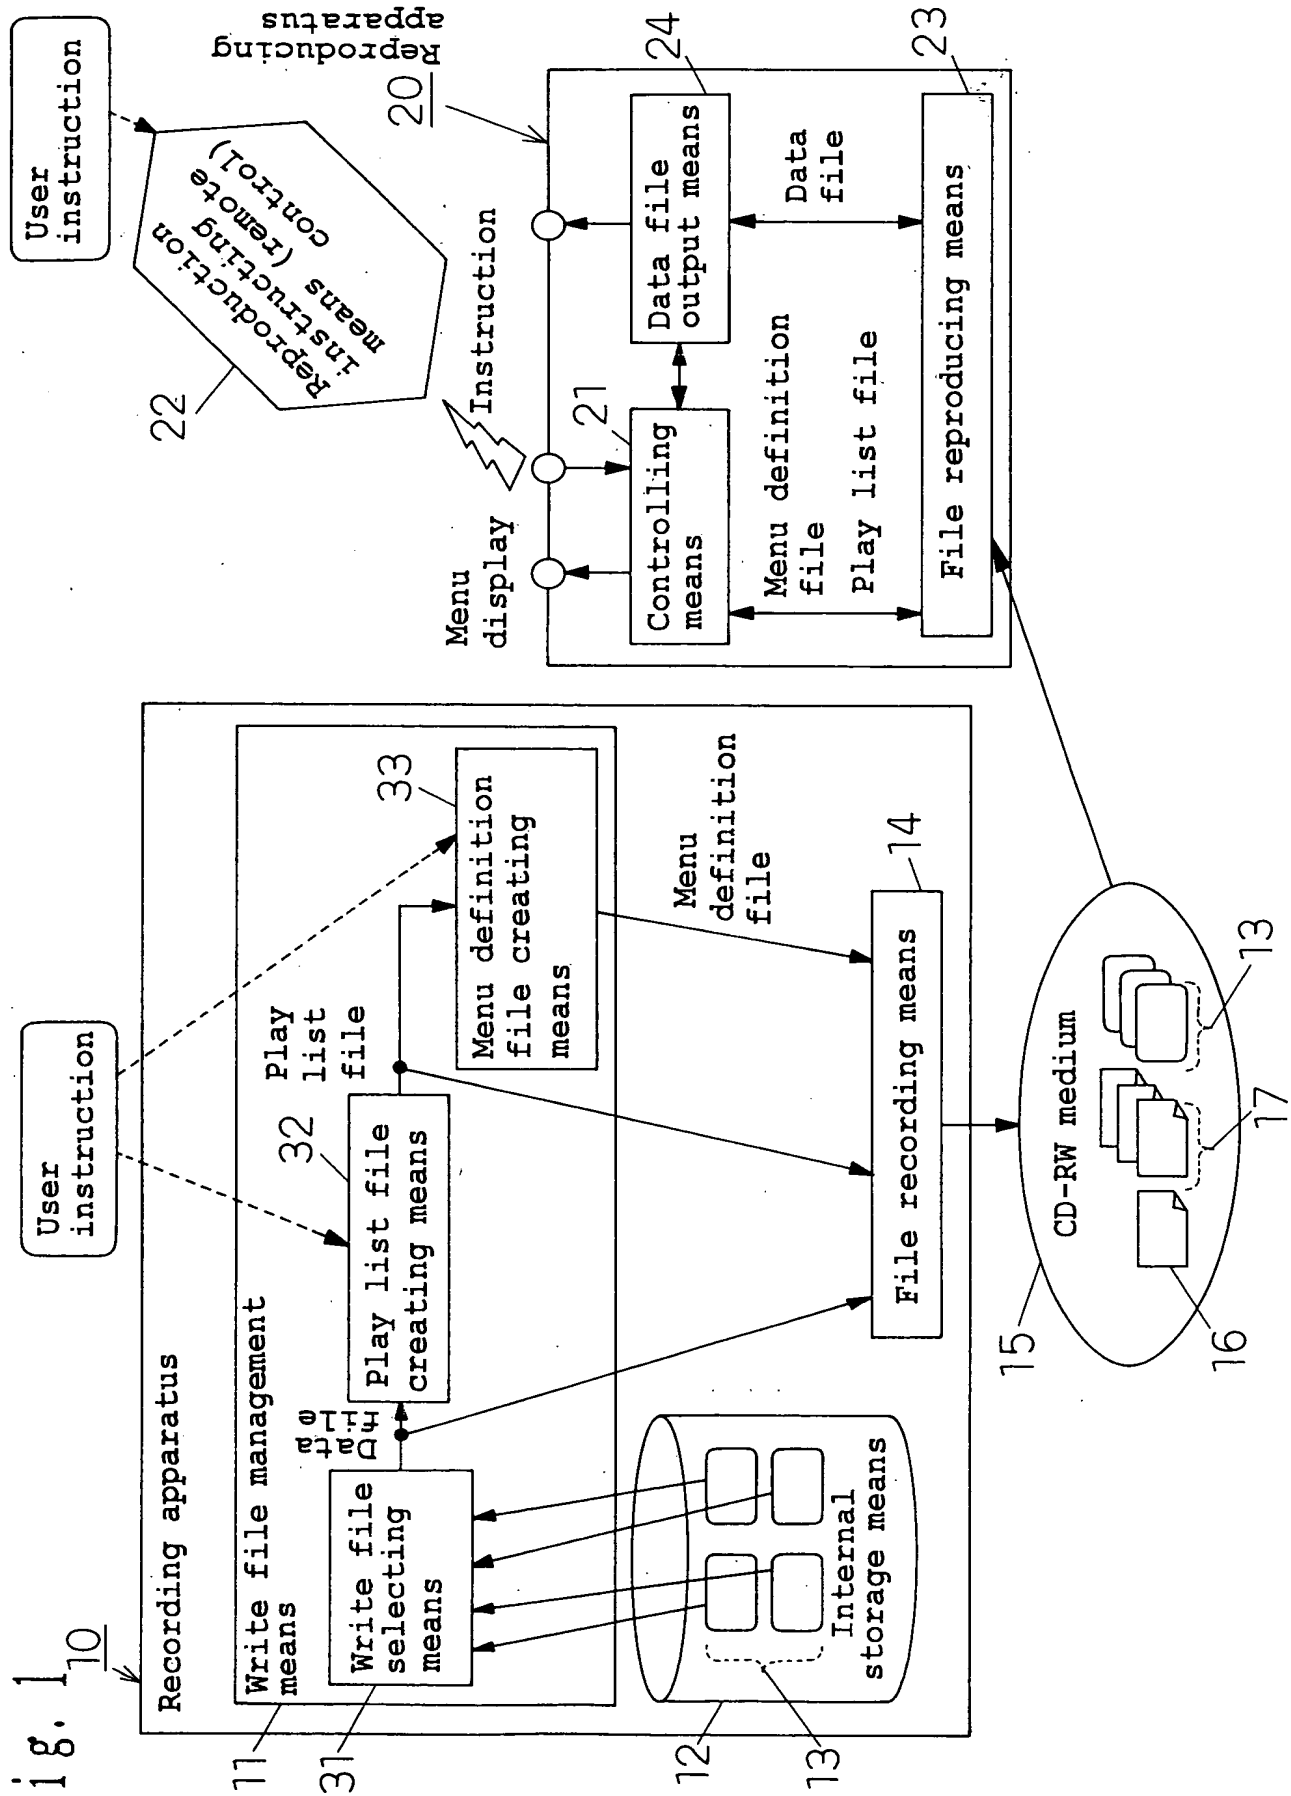 ig. 1
10
Recording apparatus
User
instruction
11
Write file management
means
31
Write file
selecting
means
Data
file
32
Play list file
creating means
Play
list
file
33
Menu definition
file creating
means
12
13
Internal
storage means
Menu
definition
file
14
File recording means
15
CD-RW medium
16
17
13
User
instruction
22
Reproduction
instructing
means (remote
control)
Reproducing
apparatus
20
Instruction
Menu
display
21
Controlling
means
24
Data file
output means
Menu definition
file
Play list file
Data
file
23
File reproducing means